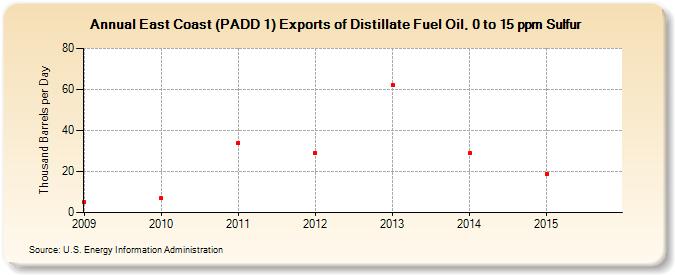 Annual East Coast (PADD 1) Exports of Distillate Fuel Oil, 0 to 15 ppm Sulfur
Thousand Barrels per Day
80
60
40
20
0
2009 2010 2011 2012 2013 2014 2015
Source: U.S. Energy Information Administration